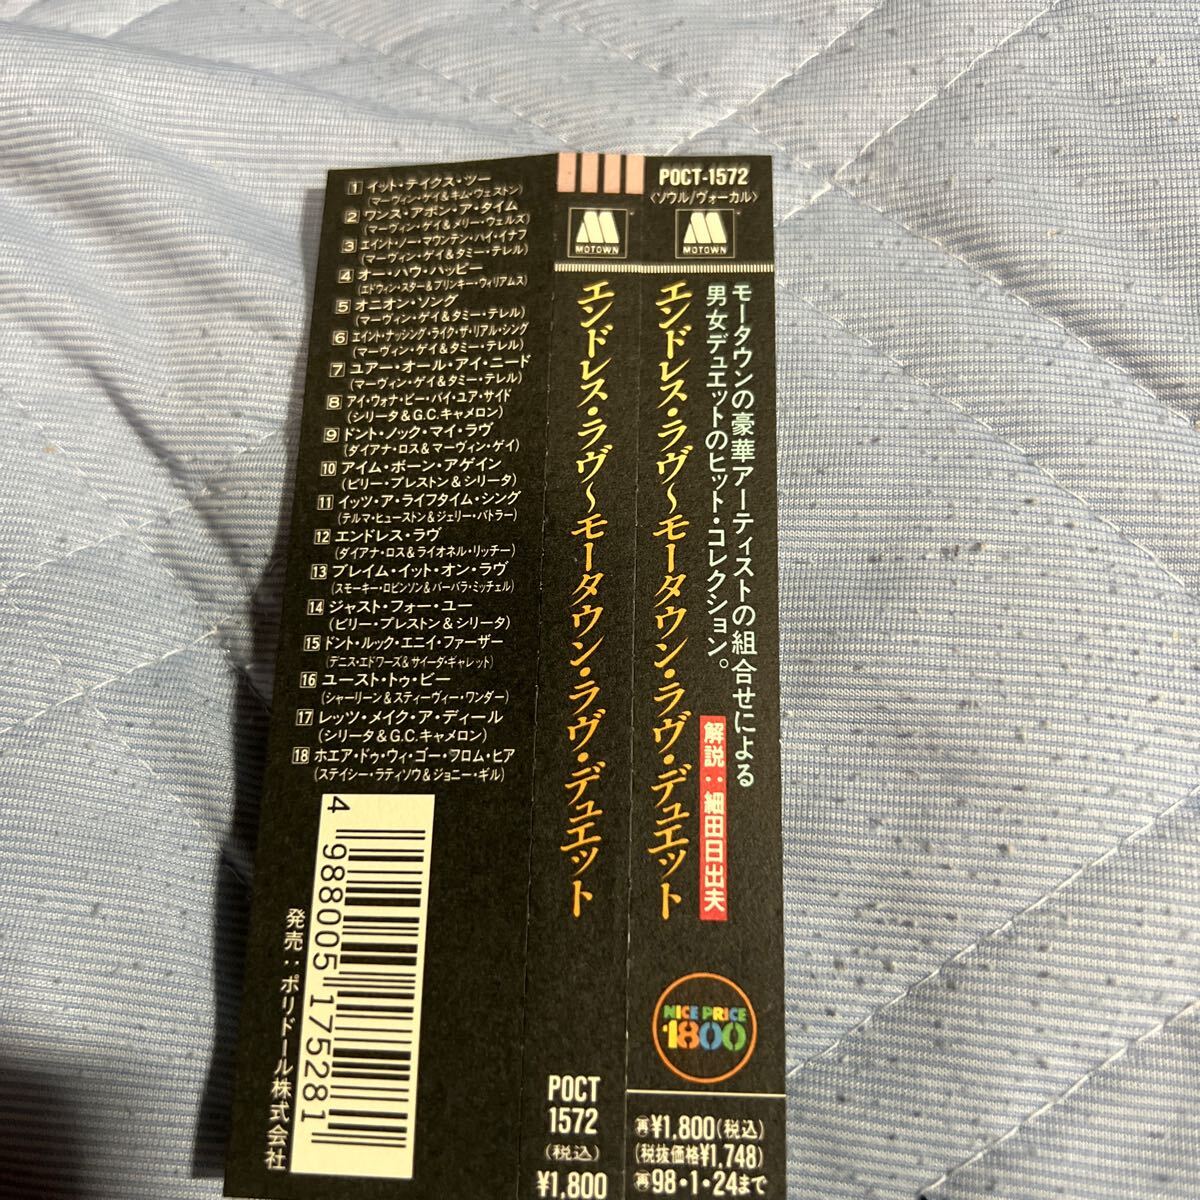 1 イット・テイクス・ツー
(マーヴィン・ゲイ&キム・ウェストン)
2 ワンス・アポン・ア・タイム
(マーヴィン・ゲイ&メリー・ウェルズ)
3 エイント・ノー・マウンテン・ハイ・イナフ
(マーヴィン・ゲイ&タミー・テレル)
4 オー・ハウ・ハッピー
(エドウィン・スター&ブリンキー・ウィリアムス)
5 オニオン・ソング
(マーヴィン・ゲイ&タミー・テレル)
6 エイント・ナッシング・ライク・ザ・リアル・シング
(マーヴィン・ゲイ&タミー・テレル)
7 ユアー・オール・アイ・ニード
(マーヴィン・ゲイ&タミー・テレル)
8 アイ・ウォナ・ビー・バイ・ユア・サイド
(シリータ&G.C.キャメロン)
9 ドント・ノック・マイ・ラヴ
(ダイアナ・ロス&マーヴィン・ゲイ)
10 アイム・ボーン・アゲイン
(ビリー・プレストン&シリータ)
11 イッツ・ア・ライフタイム・シング
(テルマ・ヒューストン&ジェリー・バトラー)
12 エンドレス・ラヴ
(ダイアナ・ロス&ライオネル・リッチー)
13 ブレイム・イット・オン・ラヴ
(スモーキー・ロビンソン&バーバラ・ミッチェル)
14 ジャスト・フォー・ユー
(ビリー・プレストン&シリータ)
15 ドント・ルック・エニイ・ファーザー
(デニス・エドワーズ&サイーダ・ギャレット)
16 ユースト・トゥ・ビー
(シャーリーン&スティーヴィー・ワンダー)
17 レッツ・メイク・ア・ディール
(シリータ&G.C.キャメロン)
18 ホエア・ドゥ・ウィ・ゴー・フロム・ヒア
(ステイシー・ラティソウ&ジョニー・ギル)
4 988005 175281
発売:ポリドール株式会社
MOTOWN
エンドレス・ラヴ〜モータウン・ラヴ・デュエット
POCT
1572
(税込)
¥1,800
POCT-1572
〈ソウル/ヴォーカル〉
MOTOWN
モータウンの豪華アーティストの組合せによる
男女デュエットのヒット・コレクション。
解説:細田日出夫
エンドレス・ラヴ〜モータウン・ラヴ・デュエット
NICE PRICE
¥1800
再¥1,800(税込)
(税抜価格¥1,748)
再98・1・24まで